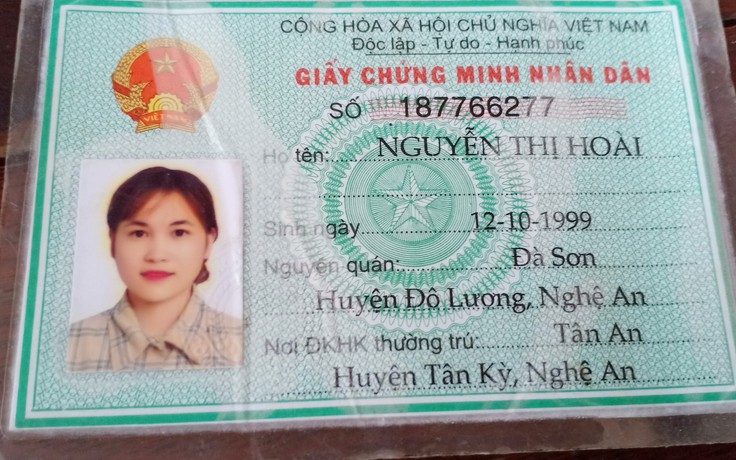 CỘNG HÒA XÃ HỘI CHỦ NGHĨA VIỆT NAM
Độc lập - Tự do - Hạnh phúc
GIẤY CHỨNG MINH NHÂN DÂN
SỐ 187766277
Họ tên: NGUYỄN THỊ HOÀI
Sinh ngày 12-10-1999
Nguyên quán: Đà Sơn
Huyện Đô Lương, Nghệ An
Nơi ĐKHK thường trú: Tân An
Huyện Tân Kỳ, Nghệ An
VIỆT NAM